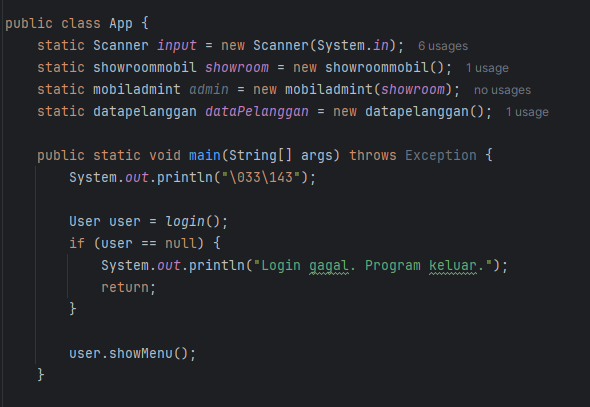 public class App {
    static Scanner input = new Scanner(System.in);  6 usages
    static showroommobil showroom = new showroommobil();  1 usage
    static mobiladmint admin = new mobiladmint(showroom);  no usages
    static datapelanggan dataPelanggan = new datapelanggan();  1 usage

    public static void main(String[] args) throws Exception {
        System.out.println("\033\143");

        User user = login();
        if (user == null) {
            System.out.println("Login gagal. Program keluar.");
            return;
        }

        user.showMenu();
    }